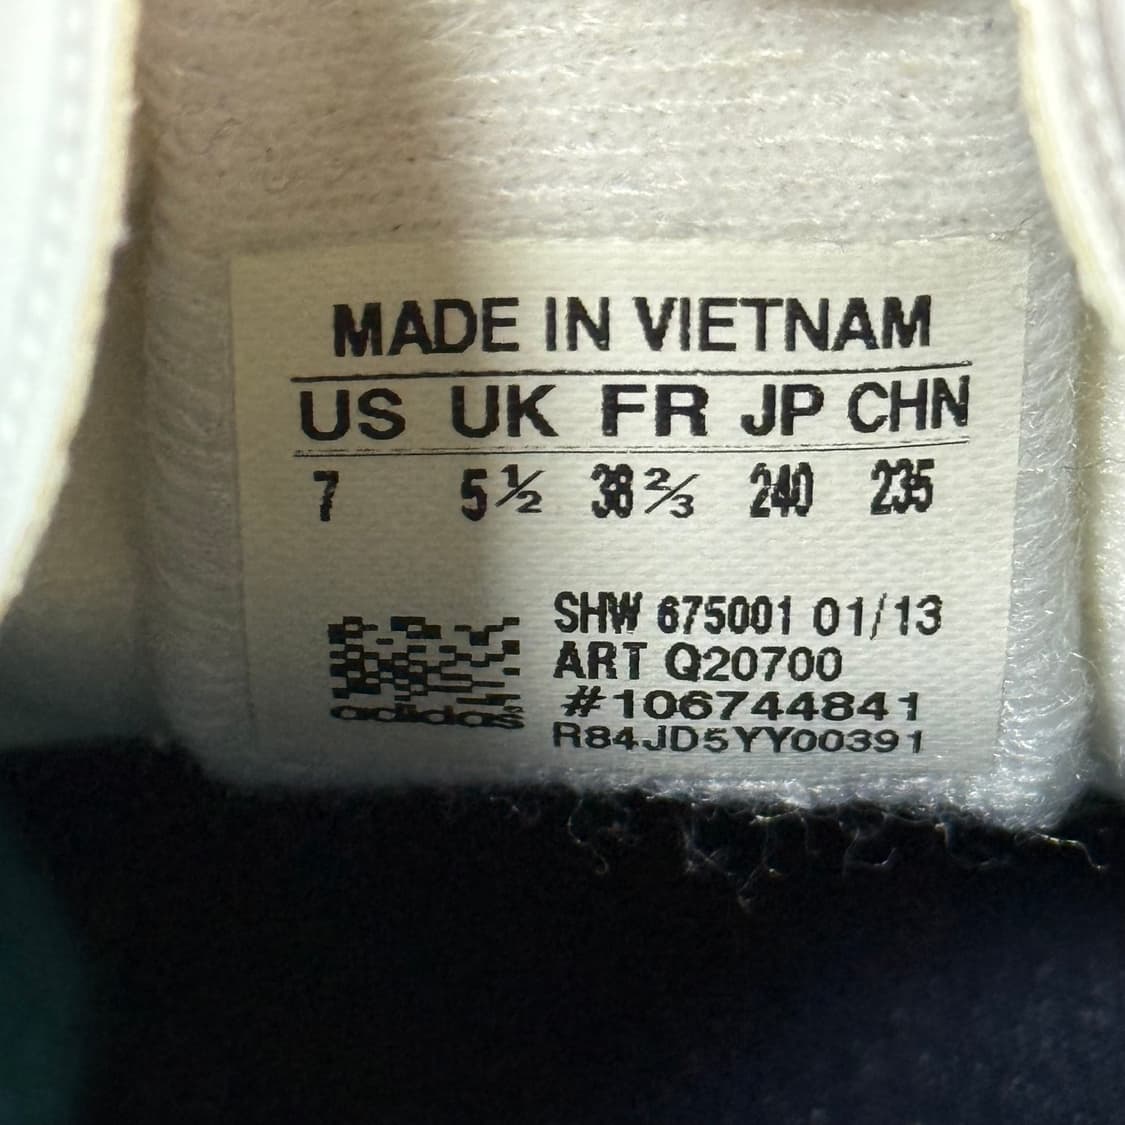 MADE IN VIETNAM
US UK FR JP CHN
7 5½ 38⅔ 240 235
SHW 675001 01/13
ART Q20700
#106744841
R84JD5YY00391
adidas